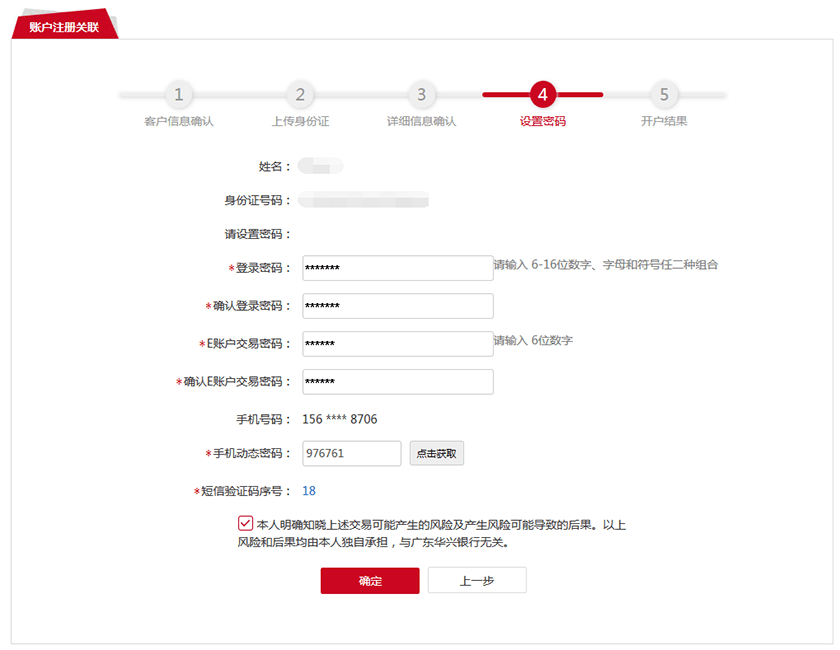 账户注册关联
1 2 3 4 5
客户信息确认 上传身份证 详细信息确认 设置密码 开户结果
姓名：
身份证号码：
请设置密码：
*登录密码： ******* 请输入 6-16位数字、字母和符号任二种组合
*确认登录密码： *******
*E账户交易密码： ****** 请输入 6位数字
*确认E账户交易密码： ******
手机号码： 156 **** 8706
*手机动态密码： 976761 点击获取
*短信验证码序号： 18
本人明确知晓上述交易可能产生的风险及产生风险可能导致的后果。以上
风险和后果均由本人独自承担，与广东华兴银行无关。
确定 上一步